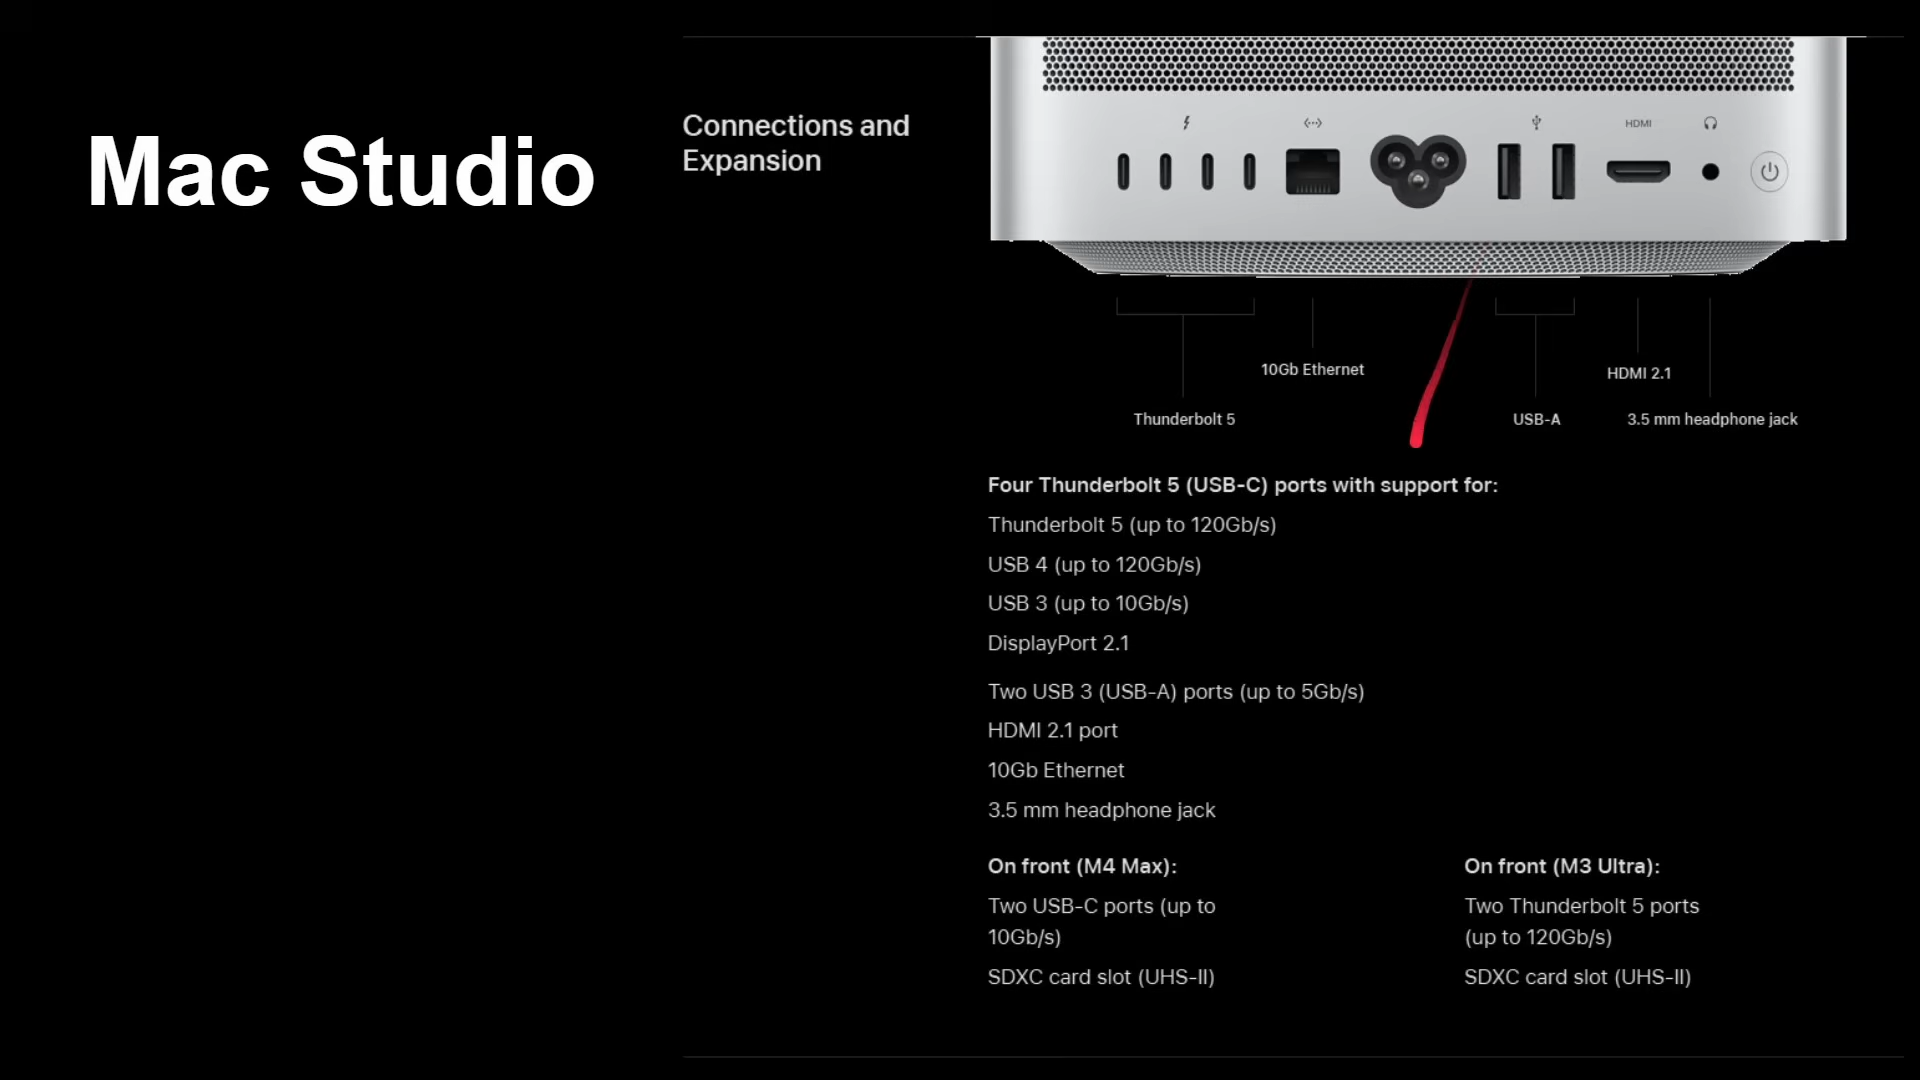 Mac Studio
Connections and
Expansion
HDMI
10Gb Ethernet
HDMI 2.1
Thunderbolt 5
USB-A
3.5 mm headphone jack
Four Thunderbolt 5 (USB-C) ports with support for:
Thunderbolt 5 (up to 120Gb/s)
USB 4 (up to 120Gb/s)
USB 3 (up to 10Gb/s)
DisplayPort 2.1
Two USB 3 (USB-A) ports (up to 5Gb/s)
HDMI 2.1 port
10Gb Ethernet
3.5 mm headphone jack
On front (M4 Max):
Two USB-C ports (up to
10Gb/s)
SDXC card slot (UHS-II)
On front (M3 Ultra):
Two Thunderbolt 5 ports
(up to 120Gb/s)
SDXC card slot (UHS-II)